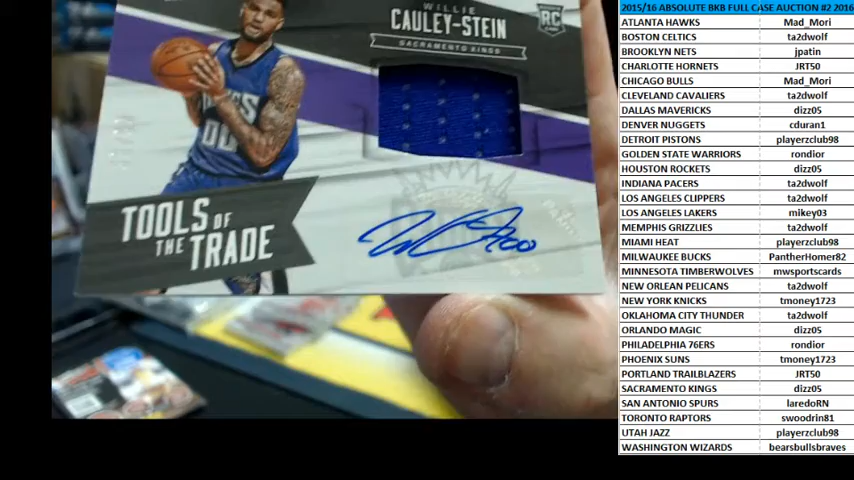 WILLIE
CAULEY-STEIN
SACRAMENTO KINGS
RC
KINGS
00
TOOLS OF
THE TRADE
2015/16 ABSOLUTE BKB FULL CASE AUCTION #2 2016
ATLANTA HAWKS Mad_Mori
BOSTON CELTICS ta2dwolf
BROOKLYN NETS jpatin
CHARLOTTE HORNETS JRT50
CHICAGO BULLS Mad_Mori
CLEVELAND CAVALIERS ta2dwolf
DALLAS MAVERICKS dizz05
DENVER NUGGETS cduran1
DETROIT PISTONS playerzclub98
GOLDEN STATE WARRIORS rondior
HOUSTON ROCKETS dizz05
INDIANA PACERS ta2dwolf
LOS ANGELES CLIPPERS ta2dwolf
LOS ANGELES LAKERS mikey03
MEMPHIS GRIZZLIES ta2dwolf
MIAMI HEAT playerzclub98
MILWAUKEE BUCKS PantherHomer82
MINNESOTA TIMBERWOLVES mwsportscards
NEW ORLEAN PELICANS ta2dwolf
NEW YORK KNICKS tmoney1723
OKLAHOMA CITY THUNDER ta2dwolf
ORLANDO MAGIC dizz05
PHILADELPHIA 76ERS rondior
PHOENIX SUNS tmoney1723
PORTLAND TRAILBLAZERS JRT50
SACRAMENTO KINGS dizz05
SAN ANTONIO SPURS laredoRN
TORONTO RAPTORS swoodrin81
UTAH JAZZ playerzclub98
WASHINGTON WIZARDS bearsbullsbraves